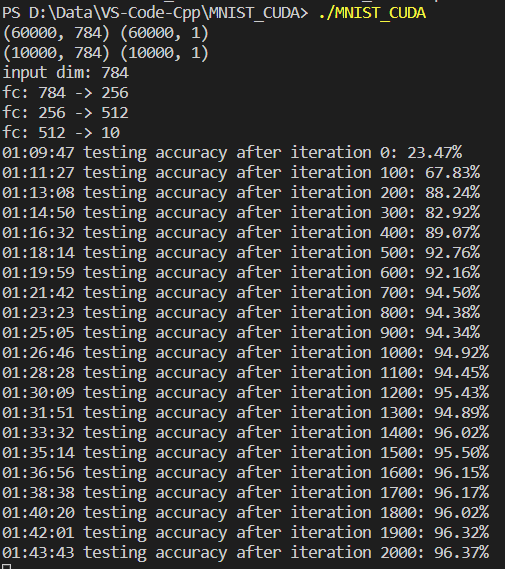 PS D:\Data\VS-Code-Cpp\MNIST_CUDA> ./MNIST_CUDA
(60000, 784) (60000, 1)
(10000, 784) (10000, 1)
input dim: 784
fc: 784 -> 256
fc: 256 -> 512
fc: 512 -> 10
01:09:47 testing accuracy after iteration 0: 23.47%
01:11:27 testing accuracy after iteration 100: 67.83%
01:13:08 testing accuracy after iteration 200: 88.24%
01:14:50 testing accuracy after iteration 300: 82.92%
01:16:32 testing accuracy after iteration 400: 89.07%
01:18:14 testing accuracy after iteration 500: 92.76%
01:19:59 testing accuracy after iteration 600: 92.16%
01:21:42 testing accuracy after iteration 700: 94.50%
01:23:23 testing accuracy after iteration 800: 94.38%
01:25:05 testing accuracy after iteration 900: 94.34%
01:26:46 testing accuracy after iteration 1000: 94.92%
01:28:28 testing accuracy after iteration 1100: 94.45%
01:30:09 testing accuracy after iteration 1200: 95.43%
01:31:51 testing accuracy after iteration 1300: 94.89%
01:33:32 testing accuracy after iteration 1400: 96.02%
01:35:14 testing accuracy after iteration 1500: 95.50%
01:36:56 testing accuracy after iteration 1600: 96.15%
01:38:38 testing accuracy after iteration 1700: 96.17%
01:40:20 testing accuracy after iteration 1800: 96.02%
01:42:01 testing accuracy after iteration 1900: 96.32%
01:43:43 testing accuracy after iteration 2000: 96.37%